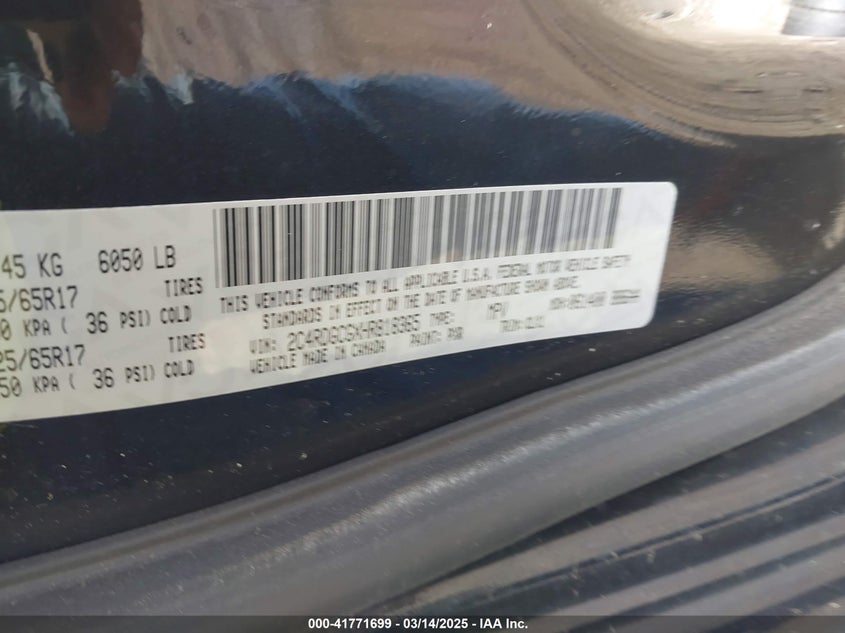 45 KG 6050 LB
5/65R17 TIRES
0 KPA ( 36 PSI) COLD
25/65R17 TIRES
50 KPA ( 36 PSI) COLD
THIS VEHICLE CONFORMS TO ALL APPLICABLE U.S.A. FEDERAL MOTOR VEHICLE SAFETY
STANDARDS IN EFFECT ON THE DATE OF MANUFACTURE SHOWN ABOVE.
VIN: TYPE: MPV
VEHICLE MADE IN CANADA PAINT: TRIM:
000-41771699 - 03/14/2025 - IAA Inc.